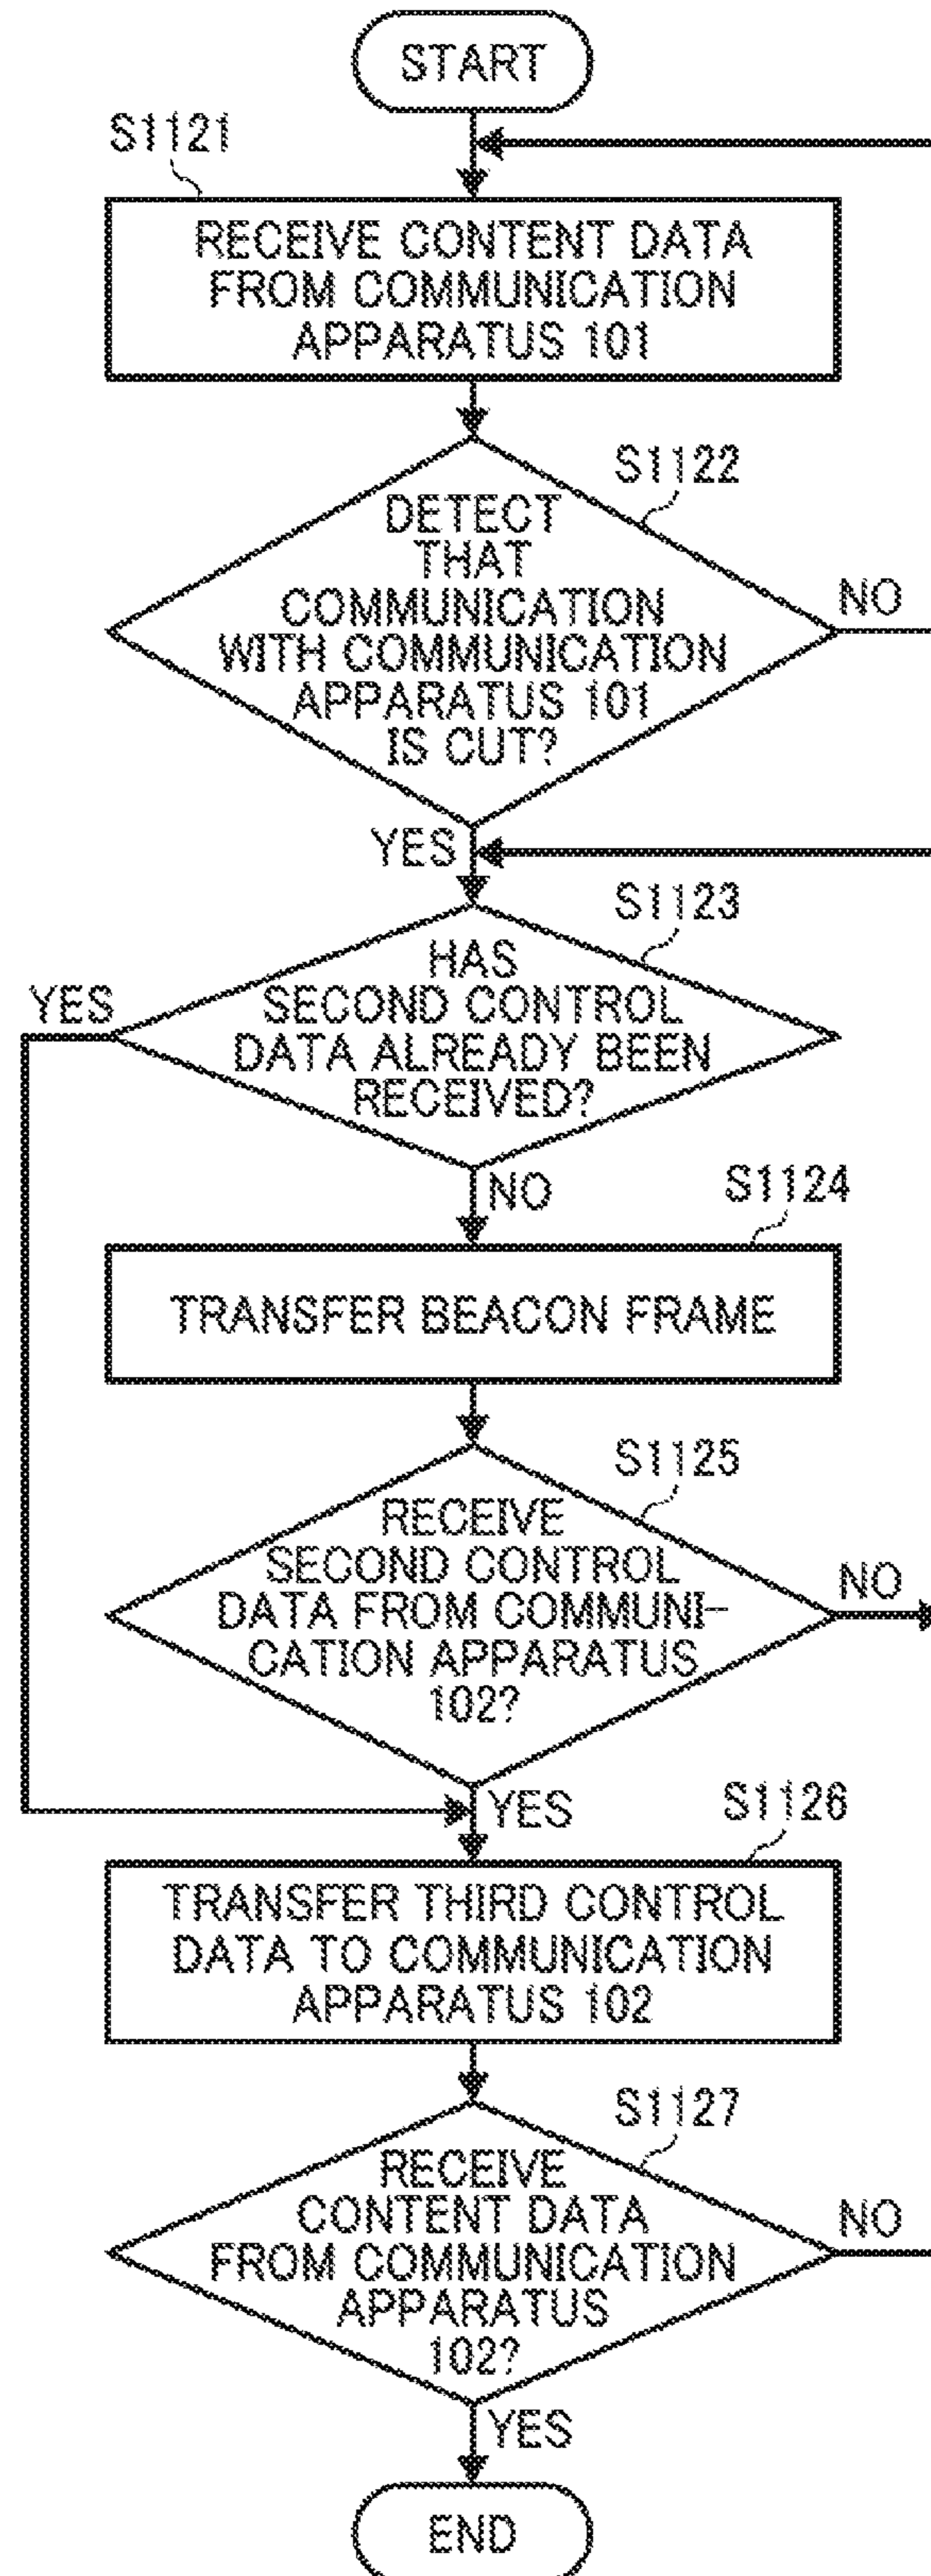 START
S1121
RECEIVE CONTENT DATA
FROM COMMUNICATION
APPARATUS 101
S1122
DETECT
THAT
COMMUNICATION
WITH COMMUNICATION
APPARATUS 101
IS CUT?
NO
YES
S1123
HAS
SECOND CONTROL
DATA ALREADY BEEN
RECEIVED?
YES
NO
S1124
TRANSFER BEACON FRAME
S1125
RECEIVE
SECOND CONTROL
DATA FROM COMMUNI-
CATION APPARATUS
102?
NO
YES
S1126
TRANSFER THIRD CONTROL
DATA TO COMMUNICATION
APPARATUS 102
S1127
RECEIVE
CONTENT DATA
FROM COMMUNICATION
APPARATUS
102?
NO
YES
END